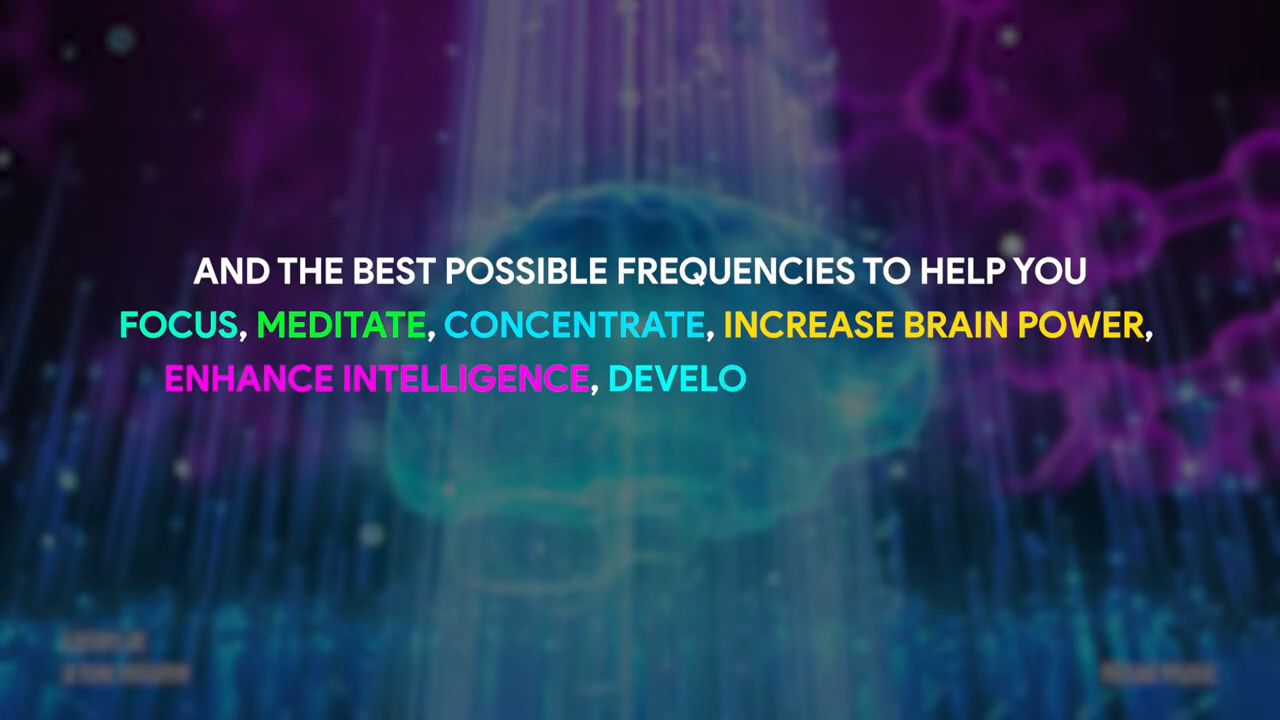 AND THE BEST POSSIBLE FREQUENCIES TO HELP YOU
FOCUS, MEDITATE, CONCENTRATE, INCREASE BRAIN POWER,
ENHANCE INTELLIGENCE, DEVELO